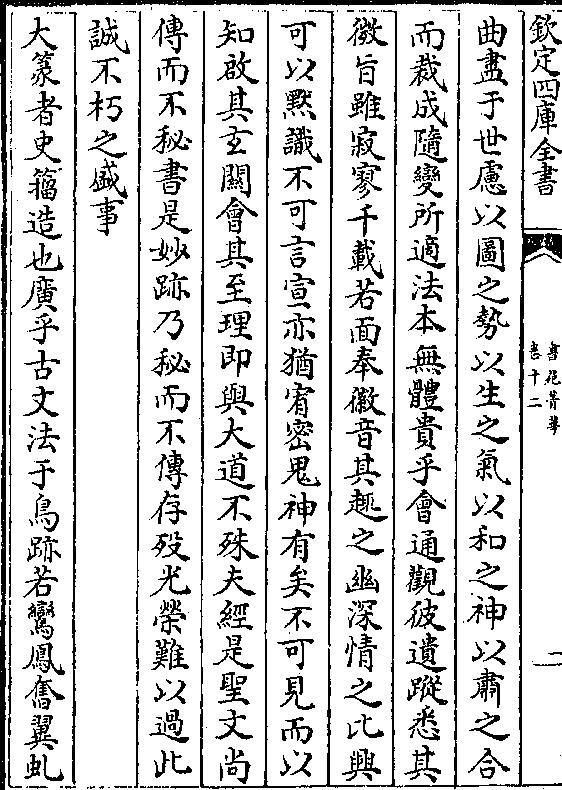 欽定四庫全書
書苑菁華
卷十二
二
曲盡于世慮以圖之勢以生之氣以和之神以肅之合
而裁成隨變所適法本無體貴乎會通觀彼遺蹤悉其
微旨雖寂寥千載若面奉徽音其趣之幽深情之比興
可以默識不可言宣亦猶宥密鬼神有矣不可見而以
知啟其玄關會其至理即與大道不殊夫經是聖文尚
傳而不秘書是妙跡乃秘而不傳存歿光榮難以過此
誠不朽之盛事
大篆者史籀造也廣乎古文法于鳥跡若鸞鳳奮翼虬